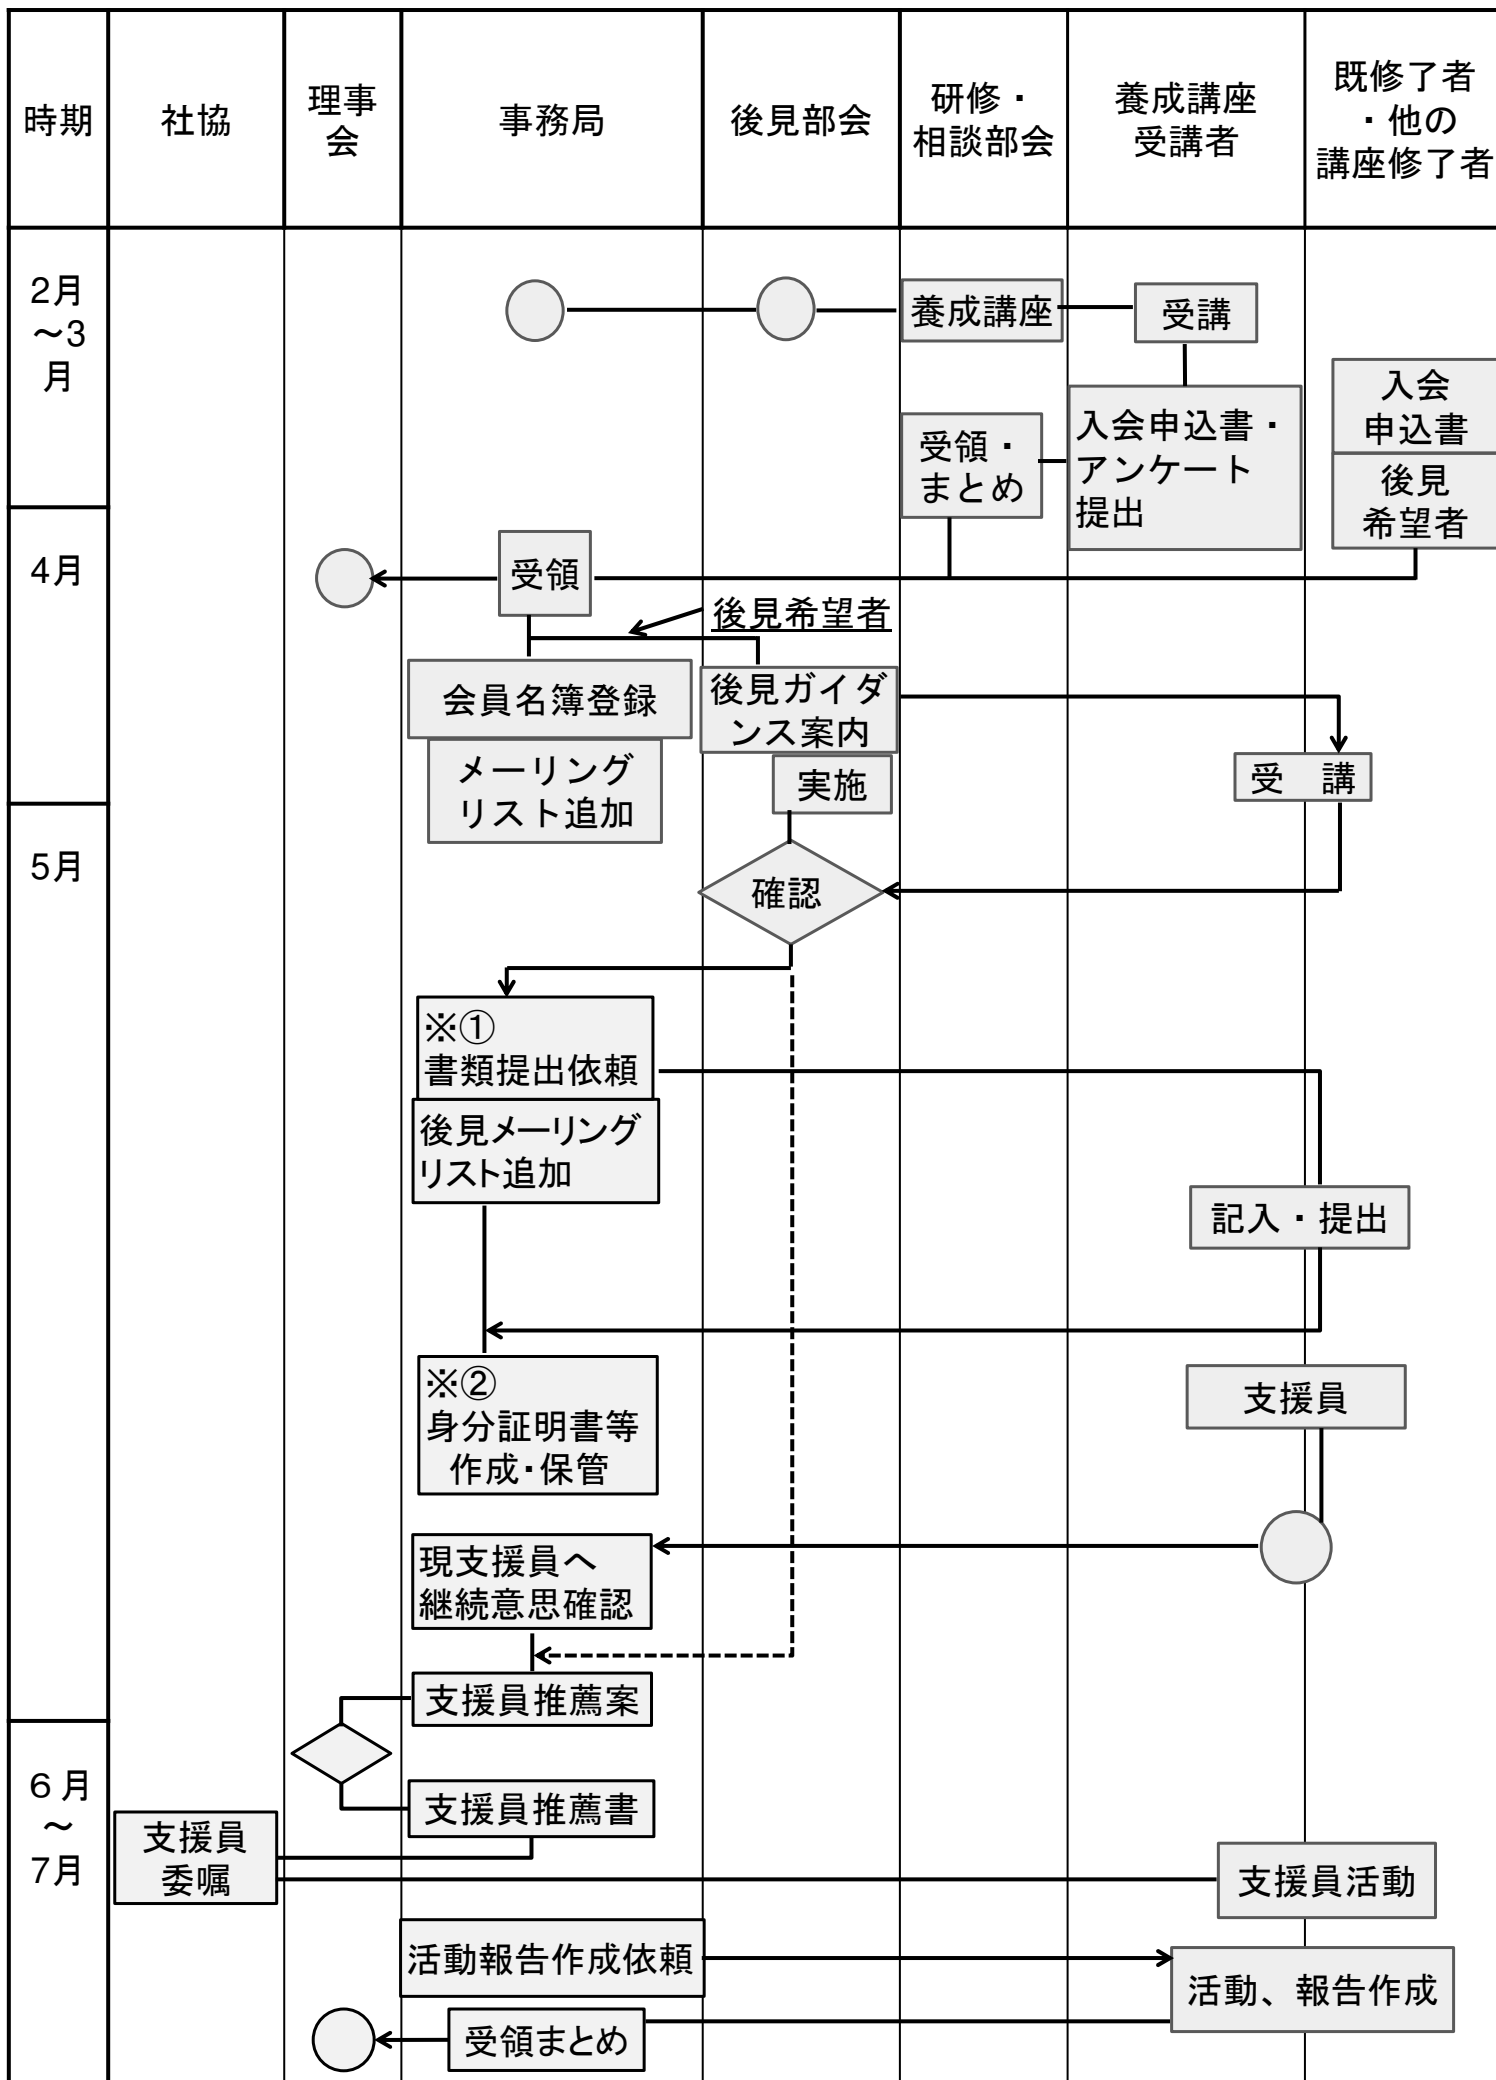 時期
社協
理事
会
事務局
後見部会
研修・
相談部会
養成講座
受講者
既修了者
・他の
講座修了者
2月
～3
月
養成講座
受講
入会
申込書
後見
希望者
受領・
まとめ
入会申込書・
アンケート
提出
4月
受領
後見希望者
会員名簿登録
メーリング
リスト追加
後見ガイダ
ンス案内
実施
受　講
5月
確認
※①
書類提出依頼
後見メーリング
リスト追加
記入・提出
※②
身分証明書等
作成・保管
支援員
現支援員へ
継続意思確認
支援員推薦案
６月
～
7月
支援員推薦書
支援員
委嘱
支援員活動
活動報告作成依頼
活動、報告作成
受領まとめ